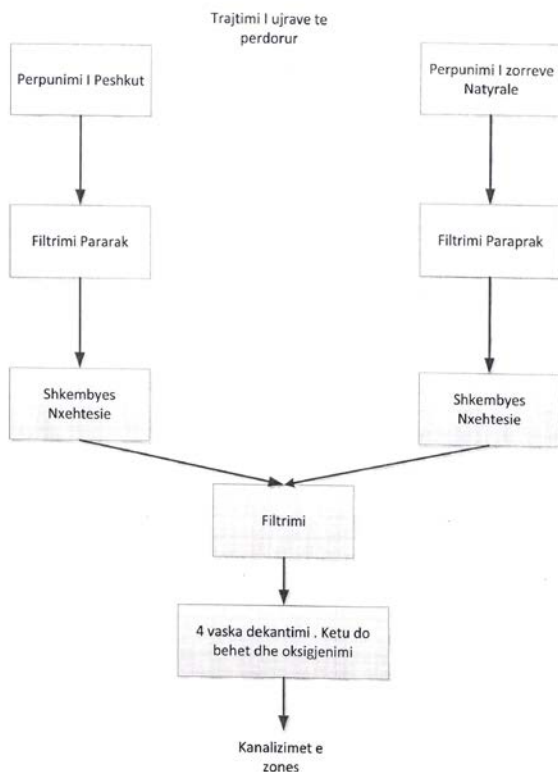 Trajtimi I ujrave te
perdorur
Perpunimi I Peshkut
Perpunimi I zorreve
Natyrale
Filtrimi Pararak
Filtrimi Paraprak
Shkembyes
Nxehtesie
Shkembyes
Nxehtesie
Filtrimi
4 vaska dekantimi . Ketu do
behet dhe oksigjenimi
Kanalizimet e
zones